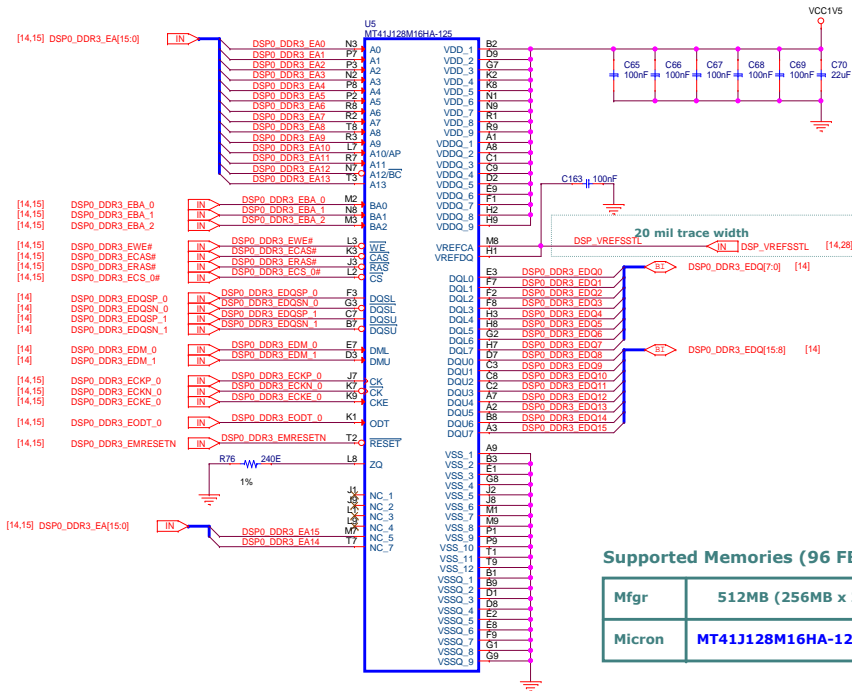 VCC1V5
U5
MT41J128M16HA-125
[14,15] DSP0_DDR3_EA[15:0] IN
DSP0_DDR3_EA0 N3 A0
DSP0_DDR3_EA1 P7 A1
DSP0_DDR3_EA2 P3 A2
DSP0_DDR3_EA3 N2 A3
DSP0_DDR3_EA4 P8 A4
DSP0_DDR3_EA5 P2 A5
DSP0_DDR3_EA6 R8 A6
DSP0_DDR3_EA7 R2 A7
DSP0_DDR3_EA8 T8 A8
DSP0_DDR3_EA9 R3 A9
DSP0_DDR3_EA10 L7 A10/AP
DSP0_DDR3_EA11 R7 A11
DSP0_DDR3_EA12 N7 A12/BC
DSP0_DDR3_EA13 T3 A13
[14,15] DSP0_DDR3_EBA_0 IN DSP0_DDR3_EBA_0 M2 BA0
[14,15] DSP0_DDR3_EBA_1 IN DSP0_DDR3_EBA_1 N8 BA1
[14,15] DSP0_DDR3_EBA_2 IN DSP0_DDR3_EBA_2 M3 BA2
[14,15] DSP0_DDR3_EWE# IN DSP0_DDR3_EWE# L3 WE
[14,15] DSP0_DDR3_ECAS# IN DSP0_DDR3_ECAS# K3 CAS
[14,15] DSP0_DDR3_ERAS# IN DSP0_DDR3_ERAS# J3 RAS
[14,15] DSP0_DDR3_ECS_0# IN DSP0_DDR3_ECS_0# L2 CS
[14] DSP0_DDR3_EDQSP_0 IN DSP0_DDR3_EDQSP_0 F3 DQSL
[14] DSP0_DDR3_EDQSN_0 IN DSP0_DDR3_EDQSN_0 G3 DQSL
[14] DSP0_DDR3_EDQSP_1 IN DSP0_DDR3_EDQSP_1 C7 DQSU
[14] DSP0_DDR3_EDQSN_1 IN DSP0_DDR3_EDQSN_1 B7 DQSU
[14] DSP0_DDR3_EDM_0 IN DSP0_DDR3_EDM_0 E7 DML
[14] DSP0_DDR3_EDM_1 IN DSP0_DDR3_EDM_1 D3 DMU
[14,15] DSP0_DDR3_ECKP_0 IN DSP0_DDR3_ECKP_0 J7 CK
[14,15] DSP0_DDR3_ECKN_0 IN DSP0_DDR3_ECKN_0 K7 CK
[14,15] DSP0_DDR3_ECKE_0 IN DSP0_DDR3_ECKE_0 K9 CKE
[14,15] DSP0_DDR3_EODT_0 IN DSP0_DDR3_EODT_0 K1 ODT
[14,15] DSP0_DDR3_EMRESETN IN DSP0_DDR3_EMRESETN T2 RESET
R76 240E L8 ZQ
1%
J1 NC_1
NC_2
NC_3
NC_4
[14,15] DSP0_DDR3_EA[15:0] IN
DSP0_DDR3_EA15 M7 NC_5
DSP0_DDR3_EA14 T7 NC_7
VDD_1 B2
VDD_2 D9
VDD_3 G7
VDD_4 K2
VDD_5 K8
VDD_6 N1
VDD_7 N9
VDD_8 R1
VDD_9 R9
VDDQ_1 A1
VDDQ_2 A8
VDDQ_3 C1
VDDQ_4 C9
VDDQ_5 D2
VDDQ_6 E9
VDDQ_7 F1
VDDQ_8 H2
VDDQ_9 H9
C65 100nF
C66 100nF
C67 100nF
C68 100nF
C69 100nF
C70 22uF
C163 100nF
20 mil trace width
VREFCA M8 DSP_VREFSSTL IN DSP_VREFSSTL [14,28]
VREFDQ H1
DQL0 E3 DSP0_DDR3_EDQ0 BI DSP0_DDR3_EDQ[7:0] [14]
DQL1 F7 DSP0_DDR3_EDQ1
DQL2 F2 DSP0_DDR3_EDQ2
DQL3 F8 DSP0_DDR3_EDQ3
DQL4 H3 DSP0_DDR3_EDQ4
DQL5 H8 DSP0_DDR3_EDQ5
DQL6 G2 DSP0_DDR3_EDQ6
DQL7 H7 DSP0_DDR3_EDQ7
DQU0 D7 DSP0_DDR3_EDQ8 BI DSP0_DDR3_EDQ[15:8] [14]
DQU1 C3 DSP0_DDR3_EDQ9
DQU2 C8 DSP0_DDR3_EDQ10
DQU3 C2 DSP0_DDR3_EDQ11
DQU4 A7 DSP0_DDR3_EDQ12
DQU5 A2 DSP0_DDR3_EDQ13
DQU6 B8 DSP0_DDR3_EDQ14
DQU7 A3 DSP0_DDR3_EDQ15
VSS_1 A9
VSS_2 B3
VSS_3 E1
VSS_4 G8
VSS_5 J2
VSS_6 J8
VSS_7 M1
VSS_8 M9
VSS_9 P1
VSS_10 P9
VSS_11 T1
VSS_12 T9
VSSQ_1 B1
VSSQ_2 B9
VSSQ_3 D1
VSSQ_4 D8
VSSQ_5 E2
VSSQ_6 E8
VSSQ_7 F9
VSSQ_8 G1
VSSQ_9 G9
Supported Memories (96 F
Mfgr 512MB (256MB x
Micron MT41J128M16HA-12